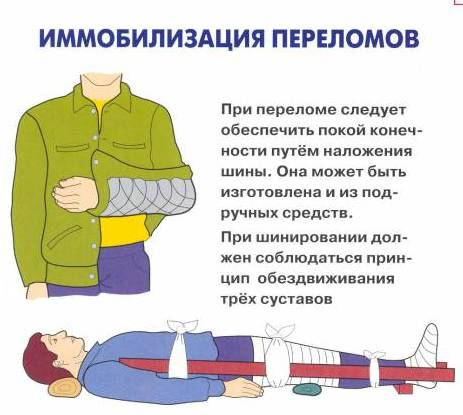 ИММОБИЛИЗАЦИЯ ПЕРЕЛОМОВ
При переломе следует
обеспечить покой конеч-
ности путём наложения
шины. Она может быть
изготовлена и из под-
ручных средств.
При шинировании дол-
жен соблюдаться прин-
цип обездвиживания
трёх суставов